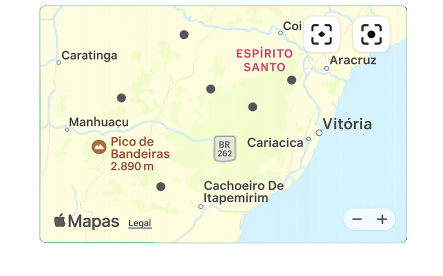 Coi
Caratinga
ESPÍRITO
SANTO
Aracruz
Manhuaçu
Vitória
Pico de
Bandeiras
2.890 m
BR
262
Cariacica
Cachoeiro De
Itapemirim
Mapas
Legal